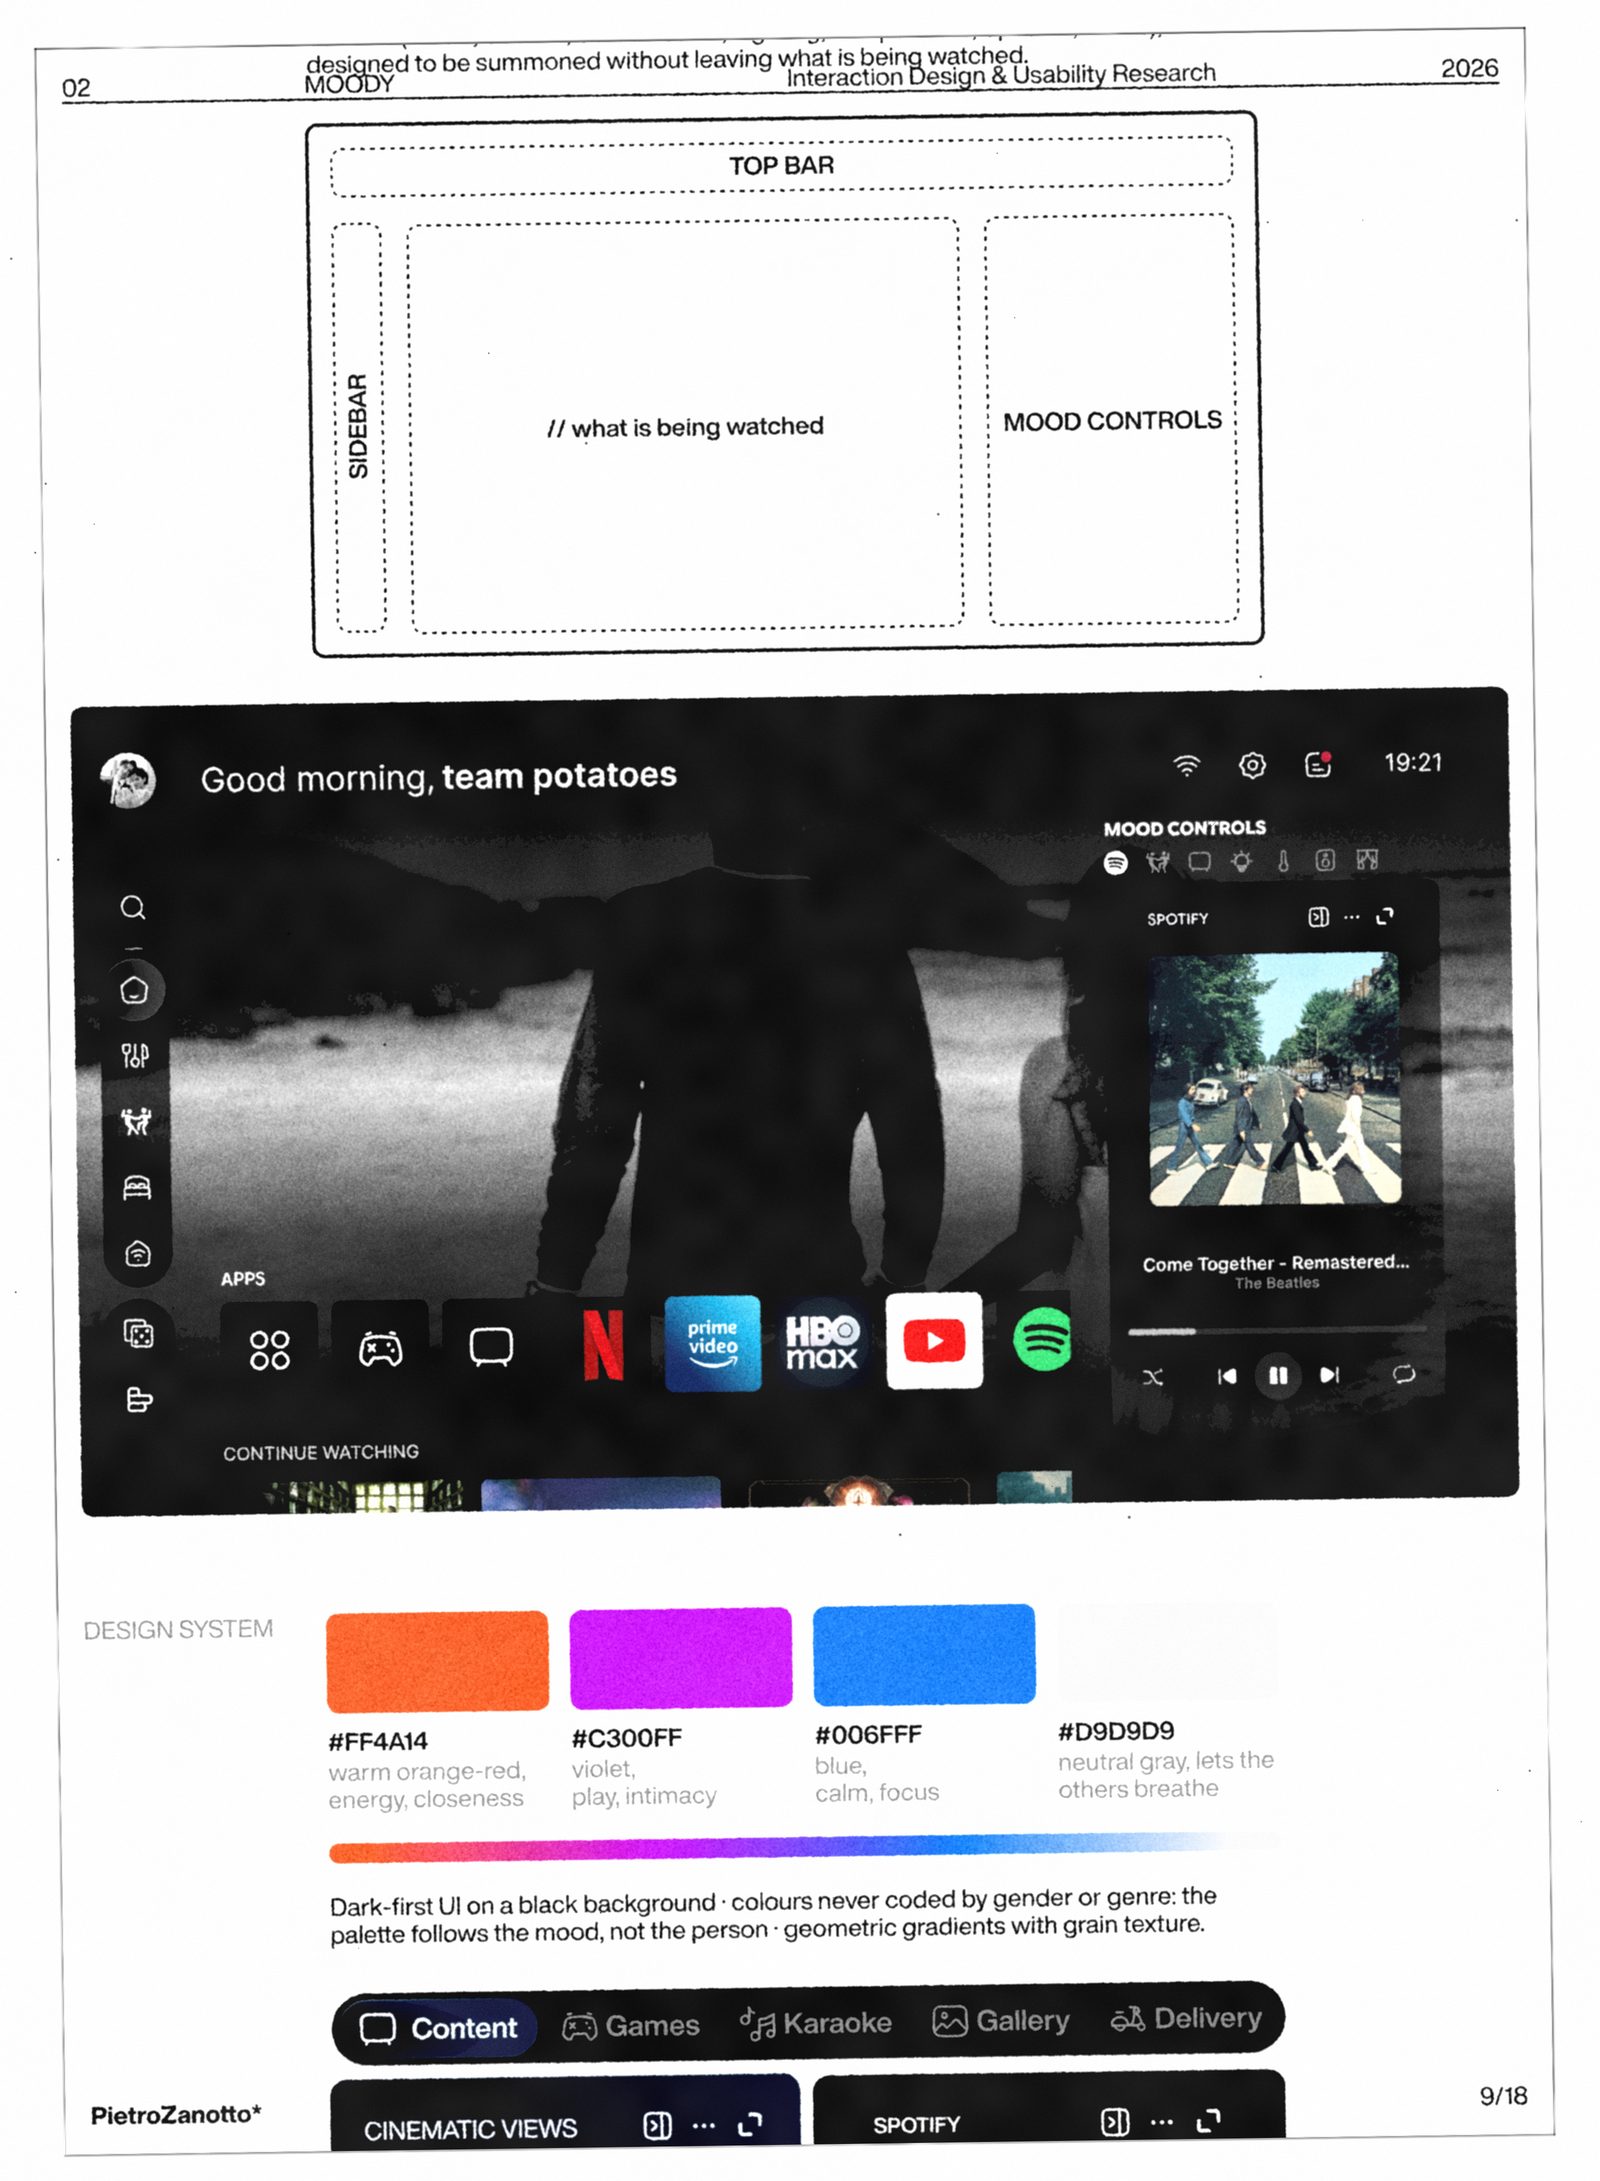 designed to be summoned without leaving what is being watched.
02
MOODY
Interaction Design & Usability Research
2026
TOP BAR
SIDEBAR
// what is being watched
MOOD CONTROLS
Good morning, team potatoes
19:21
MOOD CONTROLS
SPOTIFY
Come Together - Remastered...
The Beatles
APPS
N
prime
video
HBO
max
CONTINUE WATCHING
DESIGN SYSTEM
#FF4A14
warm orange-red,
energy, closeness
#C300FF
violet,
play, intimacy
#006FFF
blue,
calm, focus
#D9D9D9
neutral gray, lets the
others breathe
Dark-first UI on a black background · colours never coded by gender or genre: the
palette follows the mood, not the person · geometric gradients with grain texture.
Content
Games
Karaoke
Gallery
Delivery
CINEMATIC VIEWS
SPOTIFY
PietroZanotto*
9/18